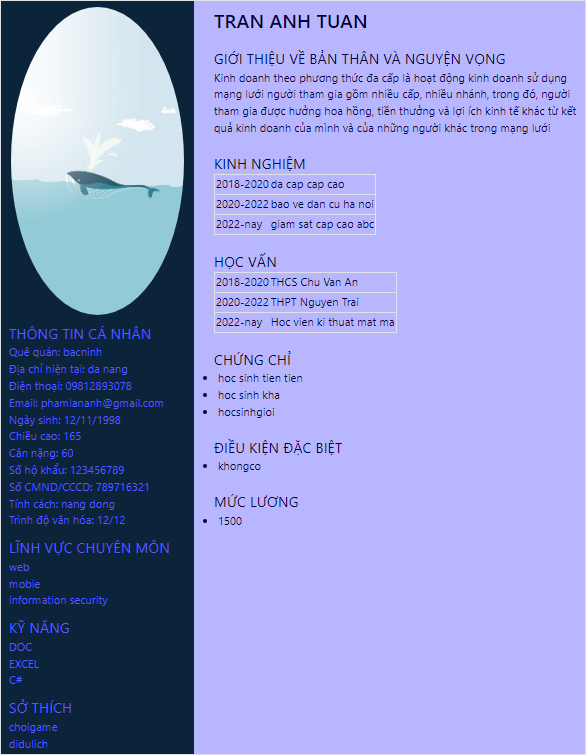 THÔNG TIN CÁ NHÂN
Quê quán: bacninh
Địa chỉ hiện tại: da nang
Điện thoại: 09812893078
Email: phamlananh@gmail.com
Ngày sinh: 12/11/1998
Chiều cao: 165
Cân nặng: 60
Số hộ khẩu: 123456789
Số CMND/CCCD: 789716321
Tính cách: nang dong
Trình độ văn hóa: 12/12
LĨNH VỰC CHUYÊN MÔN
web
mobie
information security
KỸ NĂNG
DOC
EXCEL
C#
SỞ THÍCH
choigame
didulich
TRAN ANH TUAN
GIỚI THIỆU VỀ BẢN THÂN VÀ NGUYỆN VỌNG
Kinh doanh theo phương thức đa cấp là hoạt động kinh doanh sử dụng
mạng lưới người tham gia gồm nhiều cấp, nhiều nhánh, trong đó, người
tham gia được hưởng hoa hồng, tiền thưởng và lợi ích kinh tế khác từ kết
quả kinh doanh của mình và của những người khác trong mạng lưới
KINH NGHIỆM
2018-2020 da cap cap cao
2020-2022 bao ve dan cu ha noi
2022-nay giam sat cap cao abc
HỌC VẤN
2018-2020 THCS Chu Van An
2020-2022 THPT Nguyen Trai
2022-nay Hoc vien ki thuat mat ma
CHỨNG CHỈ
hoc sinh tien tien
hoc sinh kha
hocsinhgioi
ĐIỀU KIỆN ĐẶC BIỆT
khongco
MỨC LƯƠNG
1500